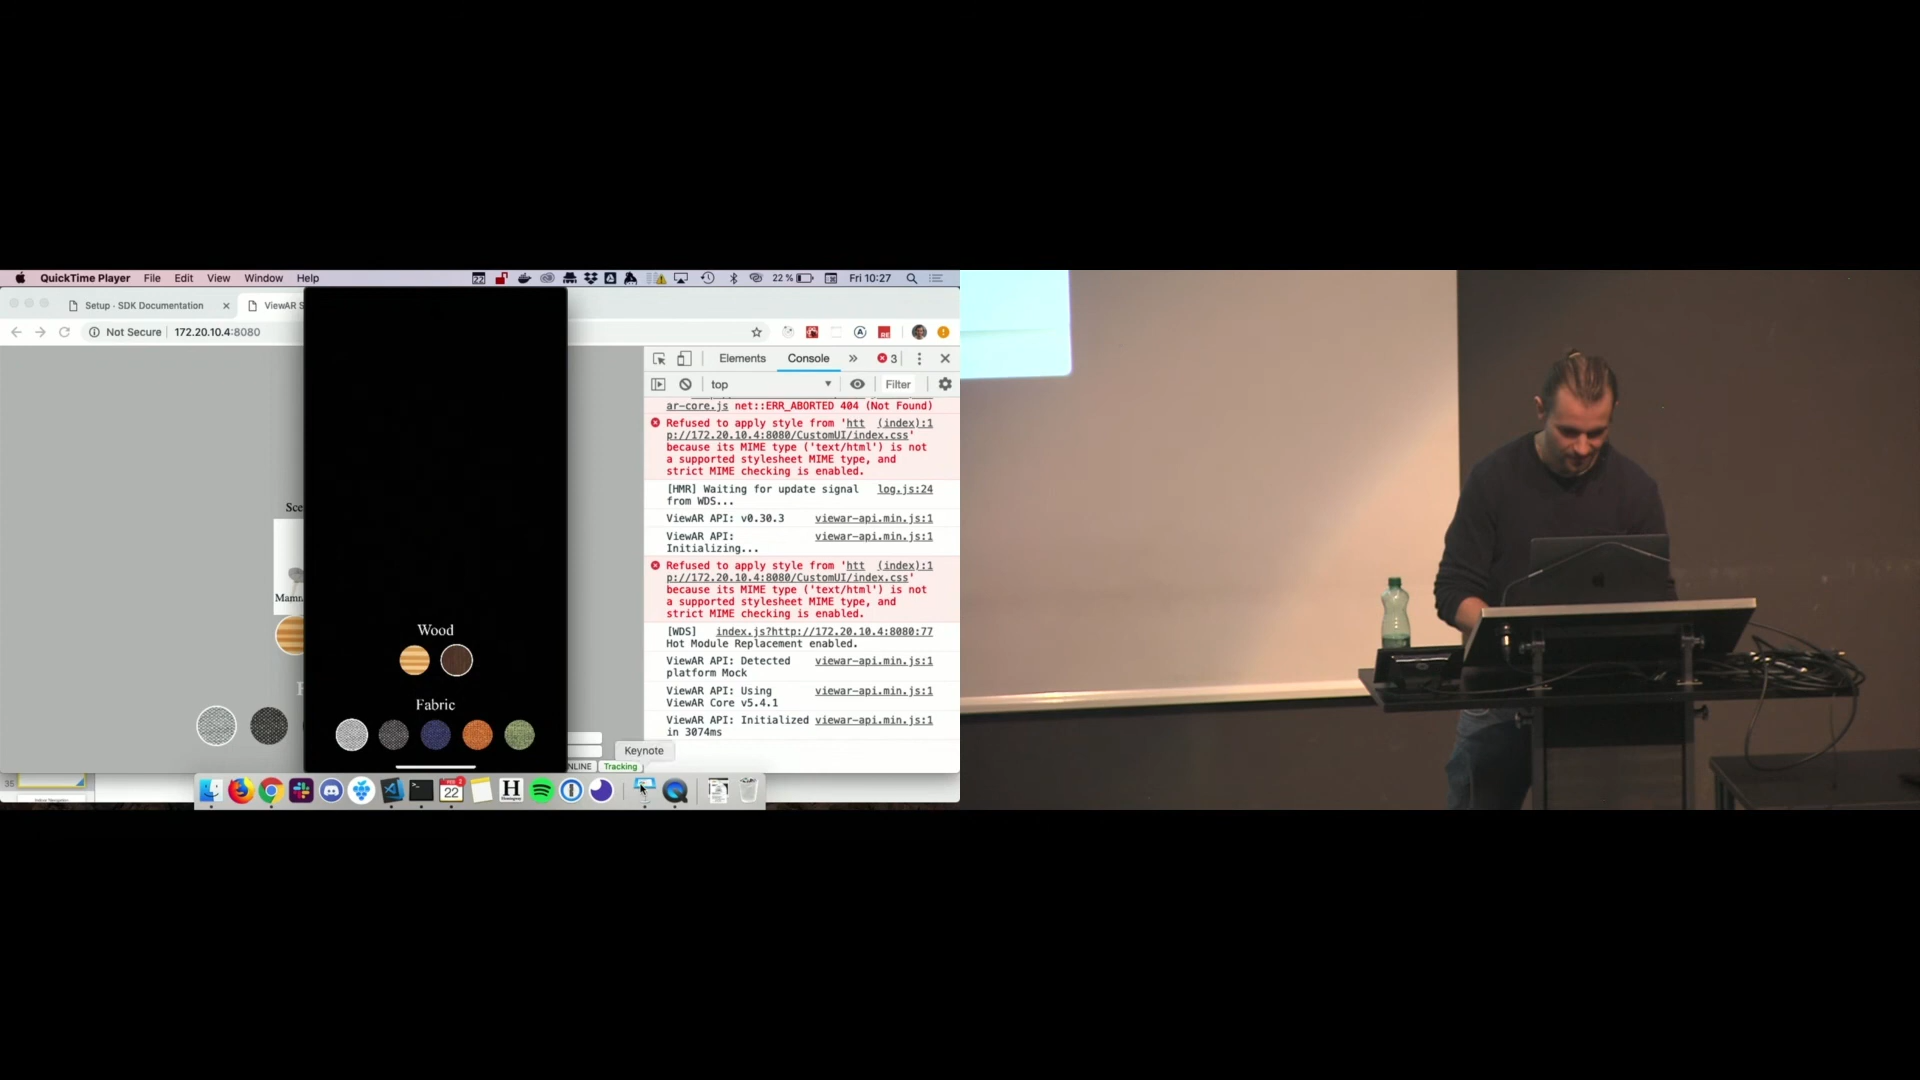 QuickTime Player File Edit View Window Help
22 % Fri 10:27
Setup · SDK Documentation ViewAR S
Not Secure 172.20.10.4:8080
Elements Console 3
top Filter
ar-core.js net::ERR_ABORTED 404 (Not Found)
Refused to apply style from 'htt (index):1
p://172.20.10.4:8080/CustomUI/index.css'
because its MIME type ('text/html') is not
a supported stylesheet MIME type, and
strict MIME checking is enabled.
[HMR] Waiting for update signal log.js:24
from WDS...
ViewAR API: v0.30.3 viewar-api.min.js:1
ViewAR API: viewar-api.min.js:1
Initializing...
Refused to apply style from 'htt (index):1
p://172.20.10.4:8080/CustomUI/index.css'
because its MIME type ('text/html') is not
a supported stylesheet MIME type, and
strict MIME checking is enabled.
[WDS] index.js?http://172.20.10.4:8080:77
Hot Module Replacement enabled.
ViewAR API: Detected viewar-api.min.js:1
platform Mock
ViewAR API: Using viewar-api.min.js:1
ViewAR Core v5.4.1
ViewAR API: Initialized viewar-api.min.js:1
in 3074ms
Sce
Mam
Wood
Fabric
Keynote
NLINE Tracking
35
22